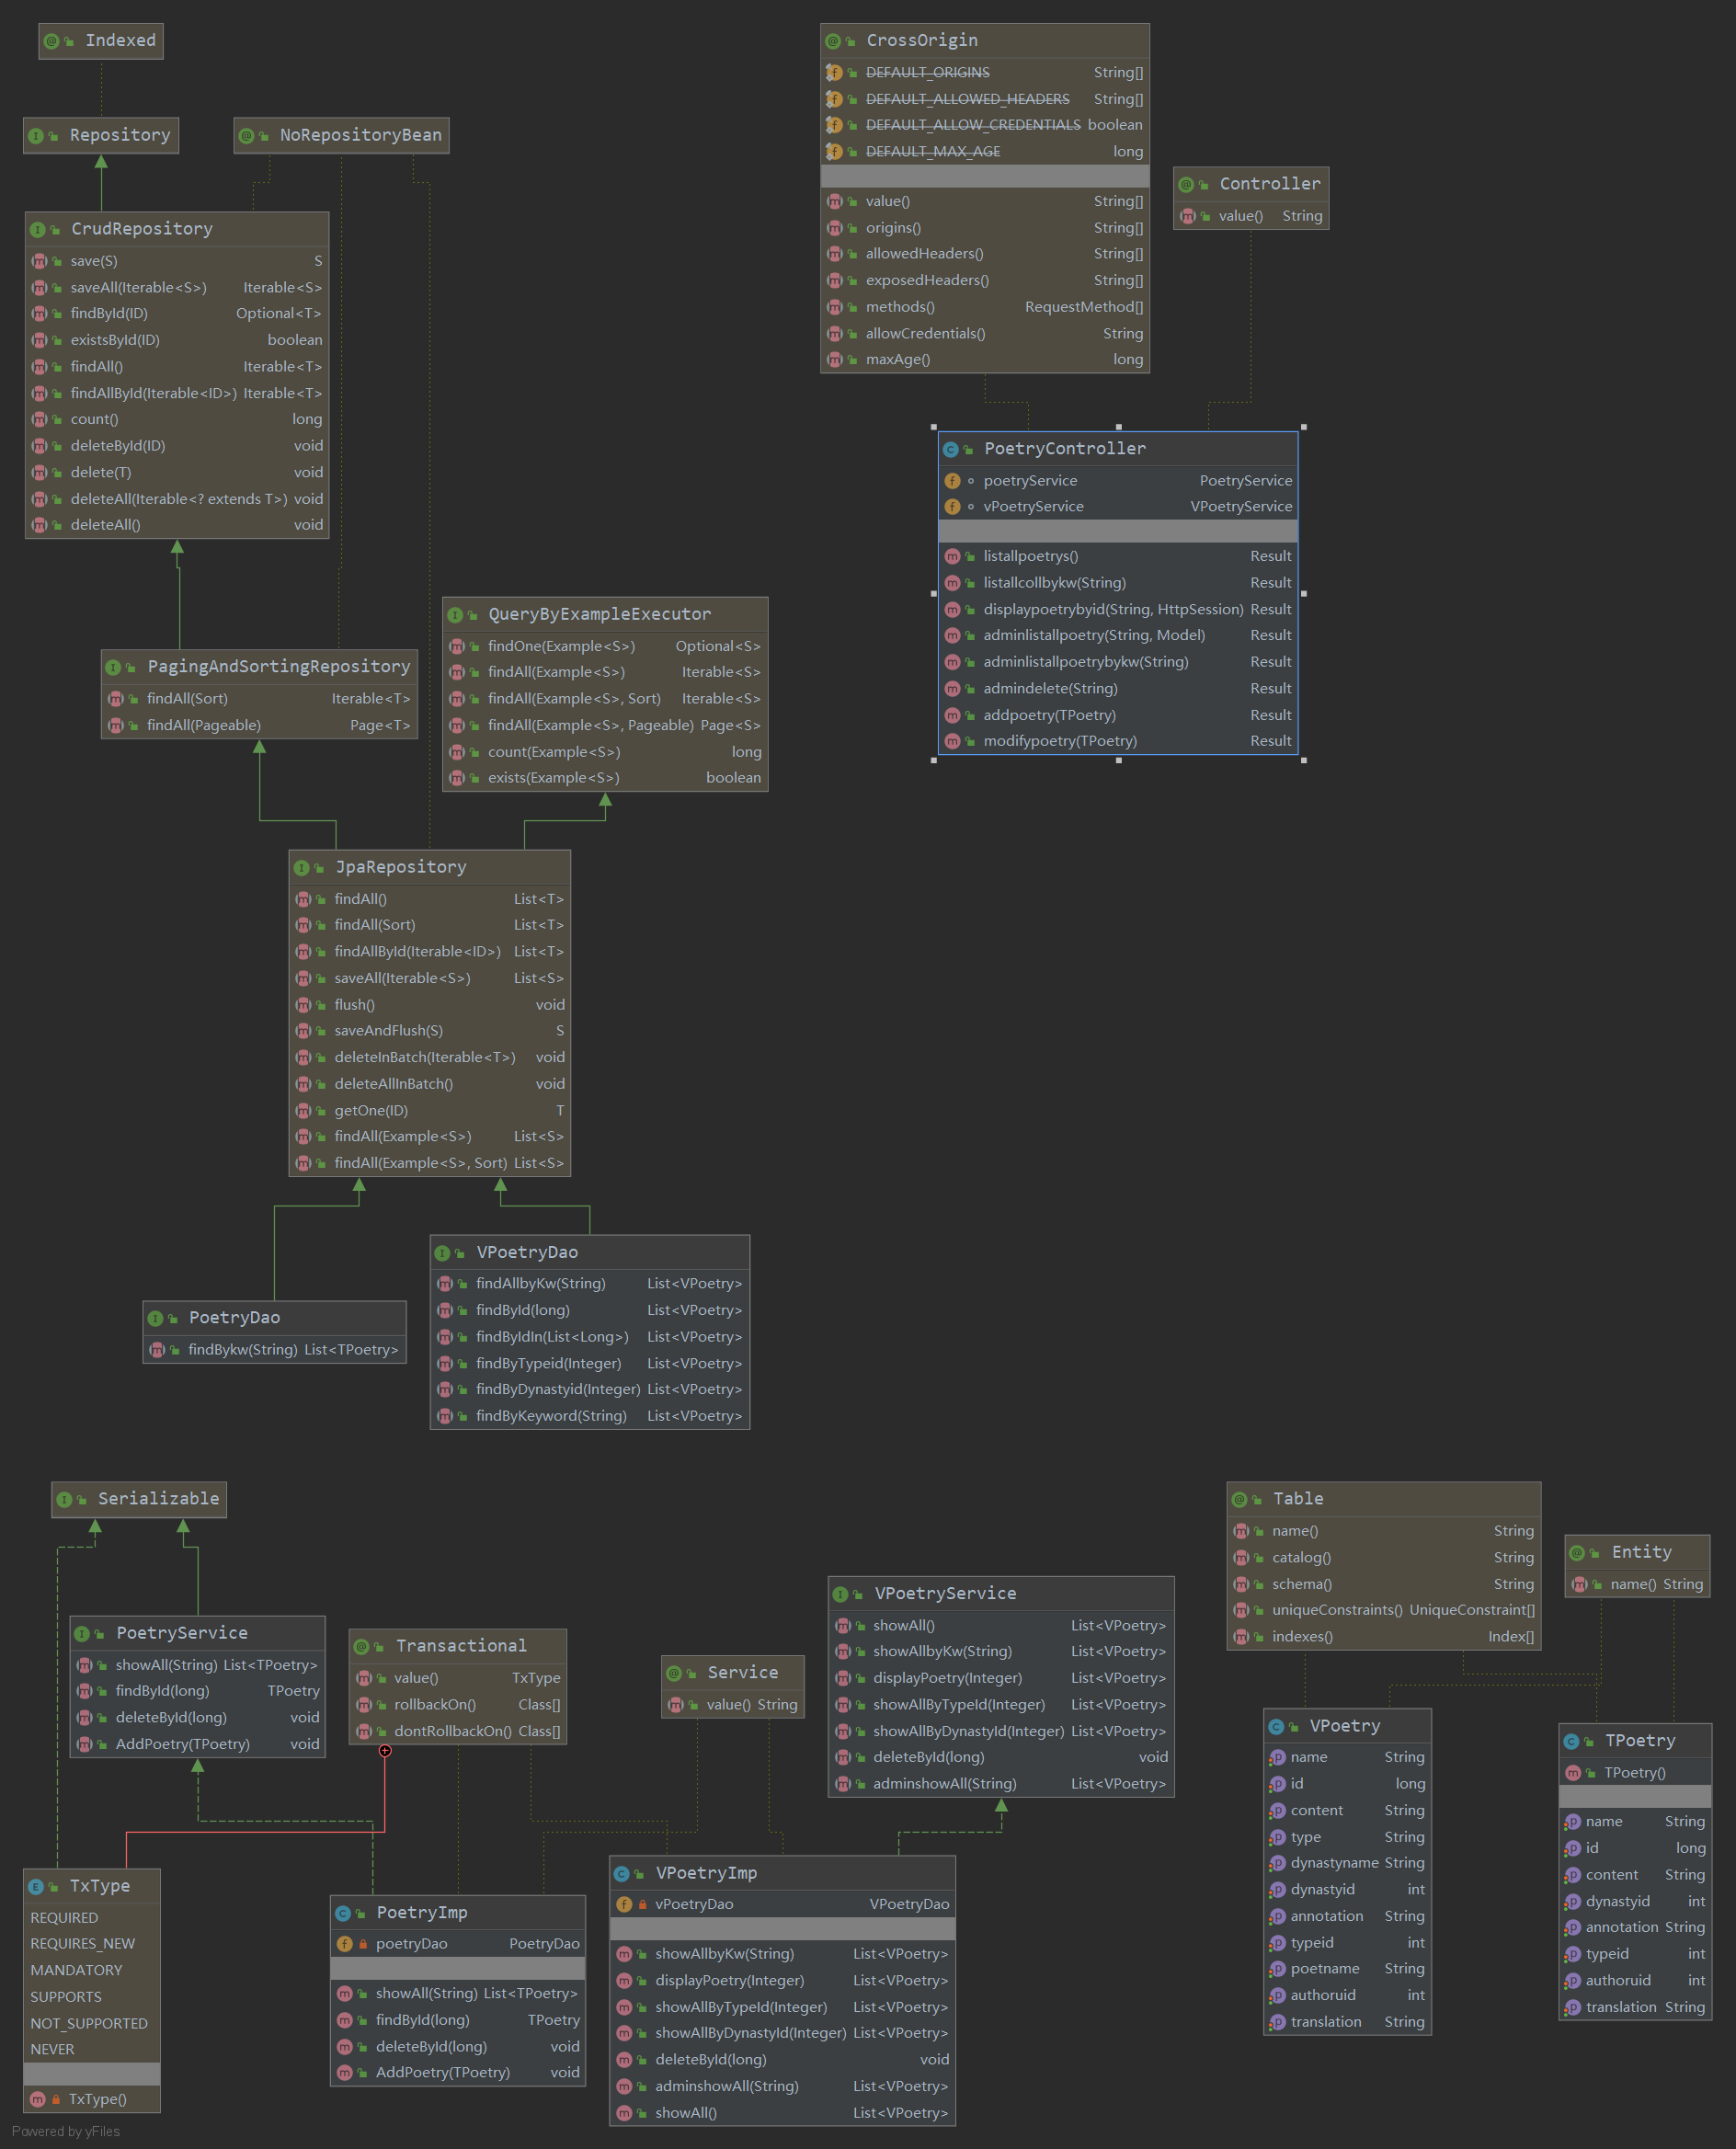 Indexed
Repository
NoRepositoryBean
CrudRepository
save(S) S
saveAll(Iterable<S>) Iterable<S>
findById(ID) Optional<T>
existsById(ID) boolean
findAll() Iterable<T>
findAllById(Iterable<ID>) Iterable<T>
count() long
deleteById(ID) void
delete(T) void
deleteAll(Iterable<? extends T>) void
deleteAll() void
CrossOrigin
DEFAULT_ORIGINS String[]
DEFAULT_ALLOWED_HEADERS String[]
DEFAULT_ALLOW_CREDENTIALS boolean
DEFAULT_MAX_AGE long
value() String[]
origins() String[]
allowedHeaders() String[]
exposedHeaders() String[]
methods() RequestMethod[]
allowCredentials() String
maxAge() long
Controller
value() String
PoetryController
poetryService PoetryService
vPoetryService VPoetryService
listallpoetrys() Result
listallcollbykw(String) Result
displaypoetrybyid(String, HttpSession) Result
adminlistallpoetry(String, Model) Result
adminlistallpoetrybykw(String) Result
admindelete(String) Result
addpoetry(TPoetry) Result
modifypoetry(TPoetry) Result
PagingAndSortingRepository
findAll(Sort) Iterable<T>
findAll(Pageable) Page<T>
QueryByExampleExecutor
findOne(Example<S>) Optional<S>
findAll(Example<S>) Iterable<S>
findAll(Example<S>, Sort) Iterable<S>
findAll(Example<S>, Pageable) Page<S>
count(Example<S>) long
exists(Example<S>) boolean
JpaRepository
findAll() List<T>
findAll(Sort) List<T>
findAllById(Iterable<ID>) List<T>
saveAll(Iterable<S>) List<S>
flush() void
saveAndFlush(S) S
deleteInBatch(Iterable<T>) void
deleteAllInBatch() void
getOne(ID) T
findAll(Example<S>) List<S>
findAll(Example<S>, Sort) List<S>
PoetryDao
findBykw(String) List<TPoetry>
VPoetryDao
findAllbyKw(String) List<VPoetry>
findById(long) List<VPoetry>
findByIdIn(List<Long>) List<VPoetry>
findByTypeid(Integer) List<VPoetry>
findByDynastyid(Integer) List<VPoetry>
findByKeyword(String) List<VPoetry>
Serializable
PoetryService
showAll(String) List<TPoetry>
findById(long) TPoetry
deleteById(long) void
AddPoetry(TPoetry) void
Transactional
value() TxType
rollbackOn() Class[]
dontRollbackOn() Class[]
Service
value() String
VPoetryService
showAll() List<VPoetry>
showAllbyKw(String) List<VPoetry>
displayPoetry(Integer) List<VPoetry>
showAllByTypeId(Integer) List<VPoetry>
showAllByDynastyId(Integer) List<VPoetry>
deleteById(long) void
adminshowAll(String) List<VPoetry>
Table
name() String
catalog() String
schema() String
uniqueConstraints() UniqueConstraint[]
indexes() Index[]
Entity
name() String
TxType
REQUIRED
REQUIRES_NEW
MANDATORY
SUPPORTS
NOT_SUPPORTED
NEVER
TxType()
PoetryImp
poetryDao PoetryDao
showAll(String) List<TPoetry>
findById(long) TPoetry
deleteById(long) void
AddPoetry(TPoetry) void
VPoetryImp
vPoetryDao VPoetryDao
showAllbyKw(String) List<VPoetry>
displayPoetry(Integer) List<VPoetry>
showAllByTypeId(Integer) List<VPoetry>
showAllByDynastyId(Integer) List<VPoetry>
deleteById(long) void
adminshowAll(String) List<VPoetry>
showAll() List<VPoetry>
VPoetry
name String
id long
content String
type String
dynastyname String
dynastyid int
annotation String
typeid int
poetname String
authoruid int
translation String
TPoetry
TPoetry()
name String
id long
content String
dynastyid int
annotation String
typeid int
authoruid int
translation String
Powered by yFiles